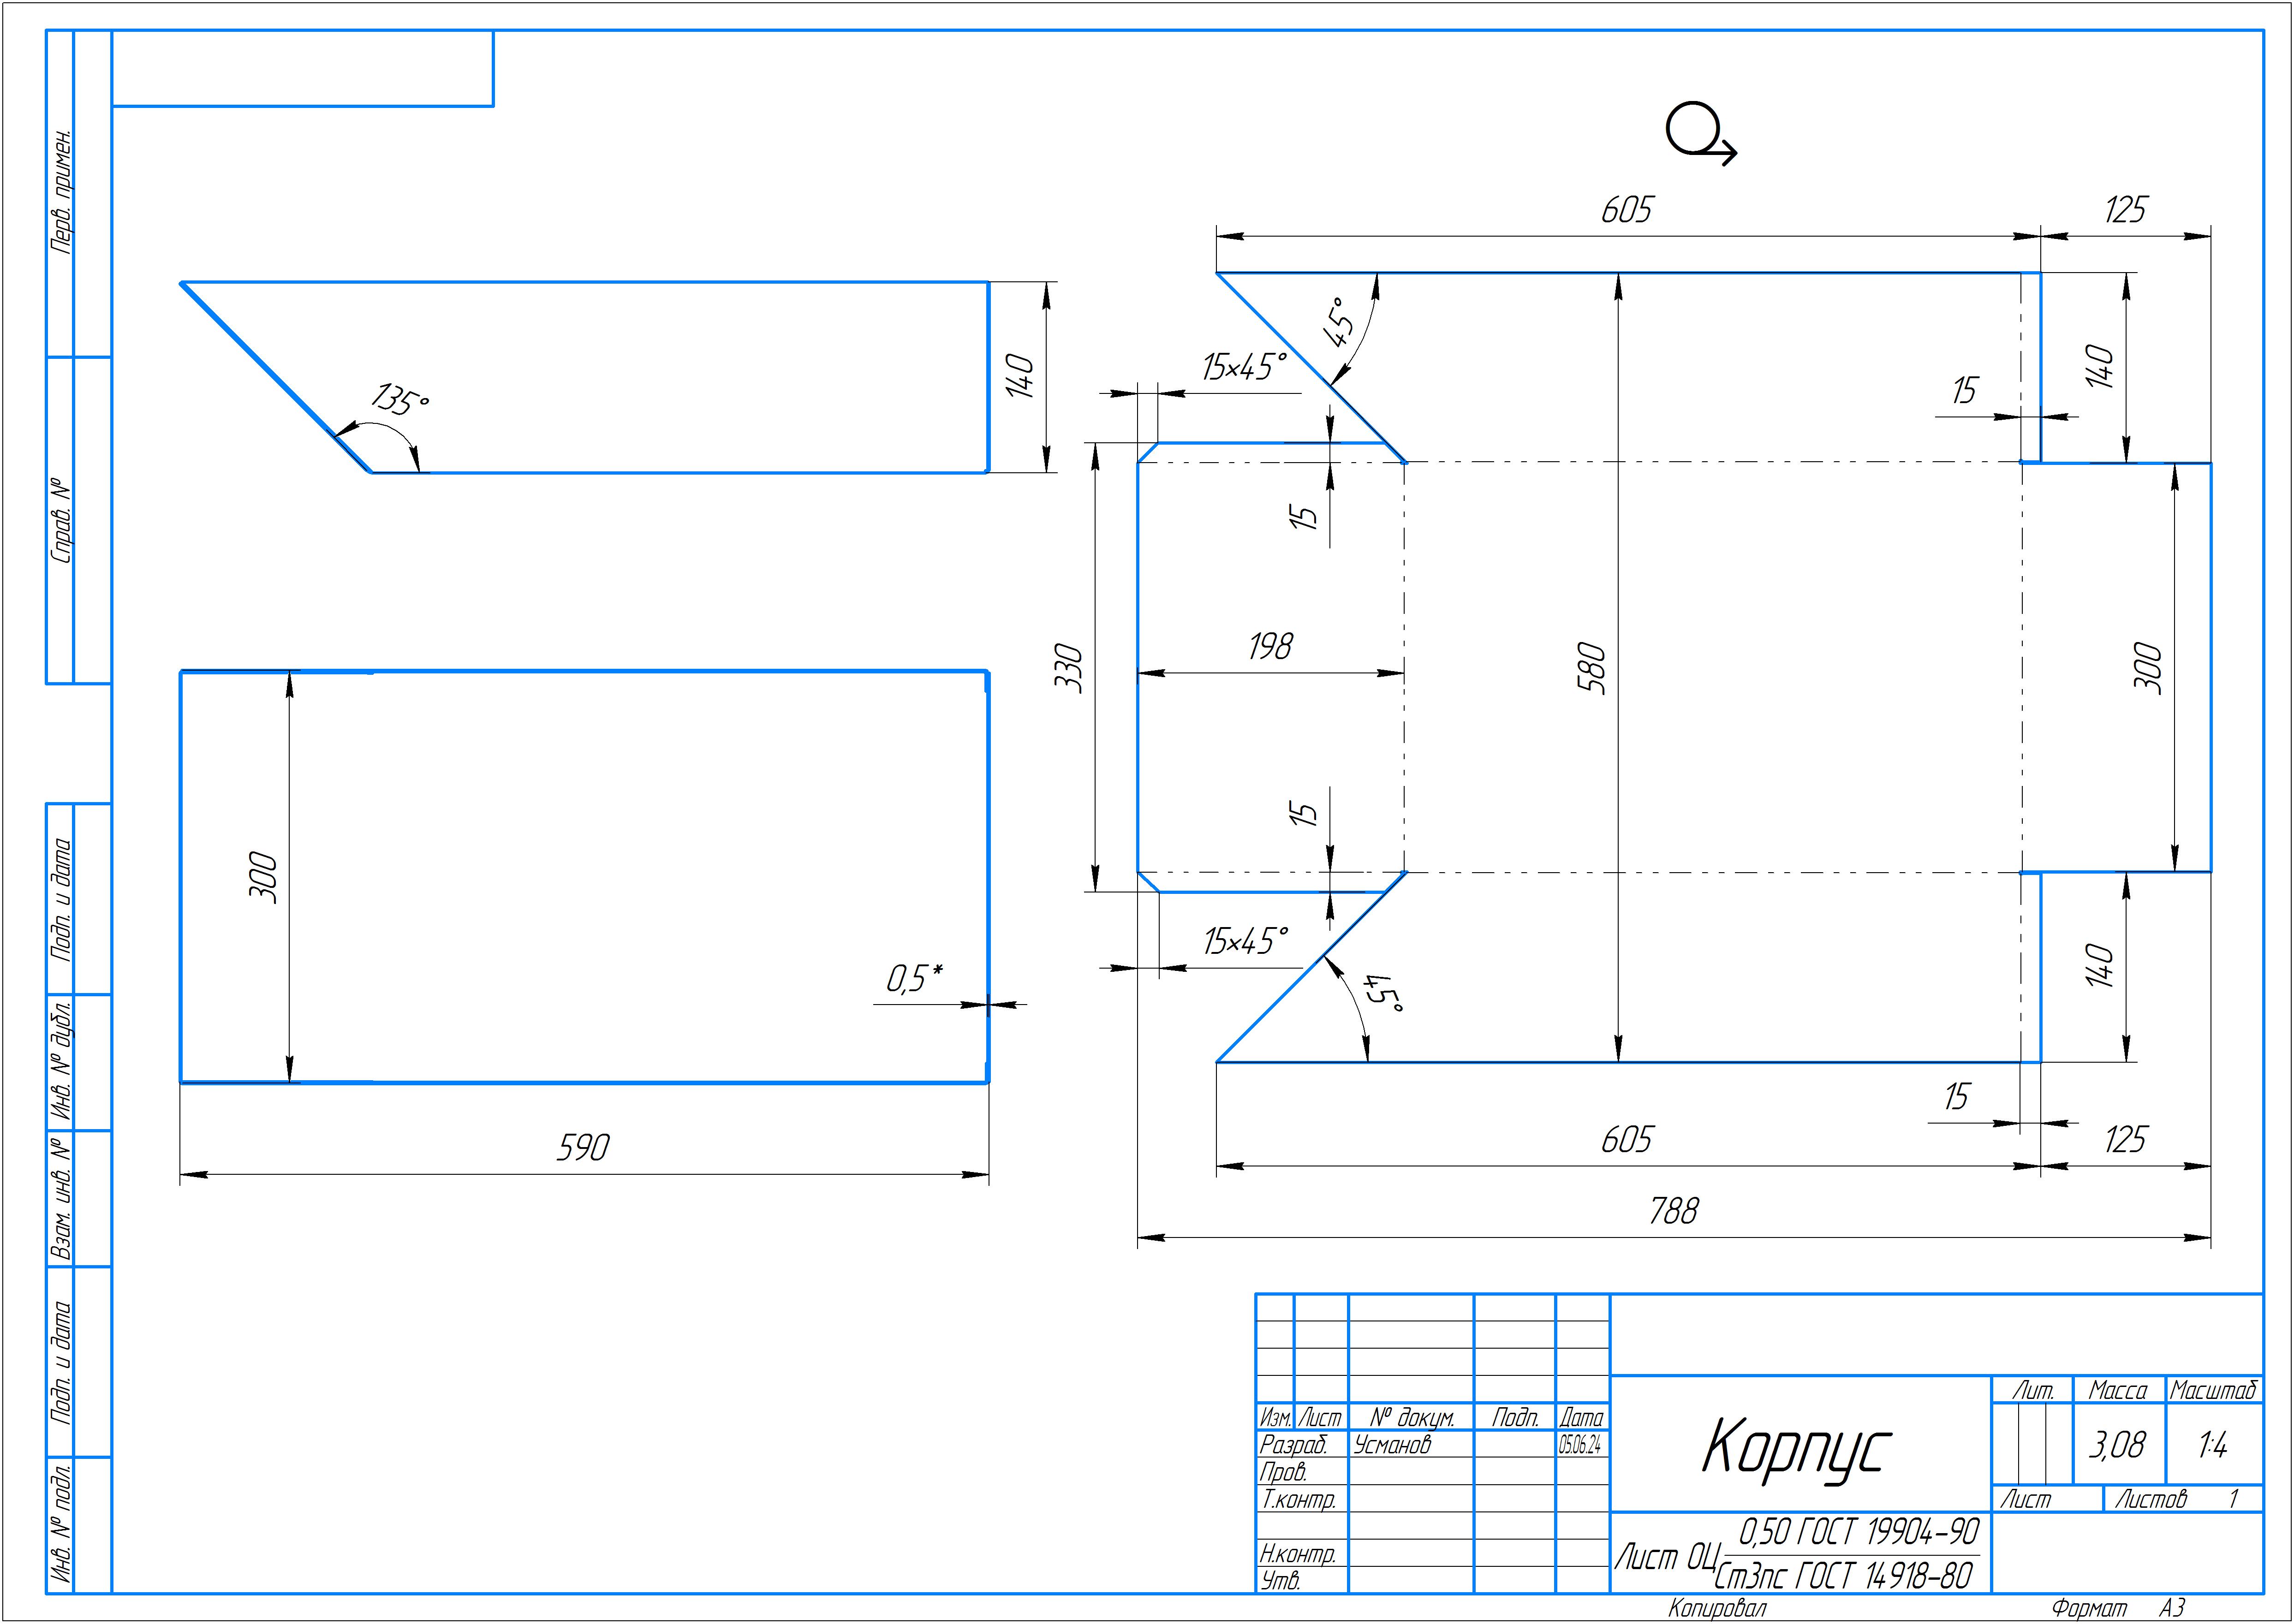 Перв. примен.
Справ. №
Подп. и дата
Инв. № дубл.
Взам. инв. №
Подп. и дата
Инв. № подл.
135°
140
300
0,5*
590
605
125
45°
15×45°
15
140
15
330
198
580
300
15
15×45°
45°
140
15
605
125
788
Изм. Лист № докум. Подп. Дата
Разраб. Усманов 05.06.24
Пров.
Т.контр.
Н.контр.
Утв.
Корпус
Лит. Масса Масштаб
3,08 1:4
Лист Листов 1
Лист ОЦ 0,50 ГОСТ 19904-90
Ст3пс ГОСТ 14918-80
Копировал Формат А3